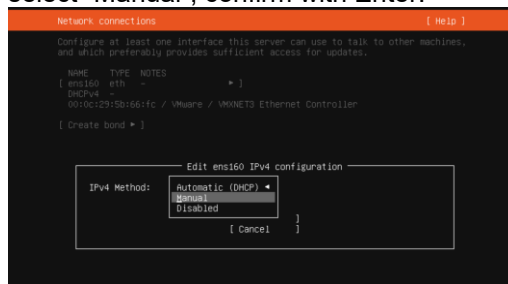 select "Manual", confirm with Enter.
Network connections [ Help ]
Configure at least one interface this server can use to talk to other machines,
and which preferably provides sufficient access for updates.
NAME TYPE NOTES
[ ens160 eth - ▸ ]
DHCPv4 -
00:0c:29:5b:66:fc / VMware / VMXNET3 Ethernet Controller
[ Create bond ▸ ]
Edit ens160 IPv4 configuration
IPv4 Method: Automatic (DHCP) ◂
Manual
Disabled
]
[ Cancel ]